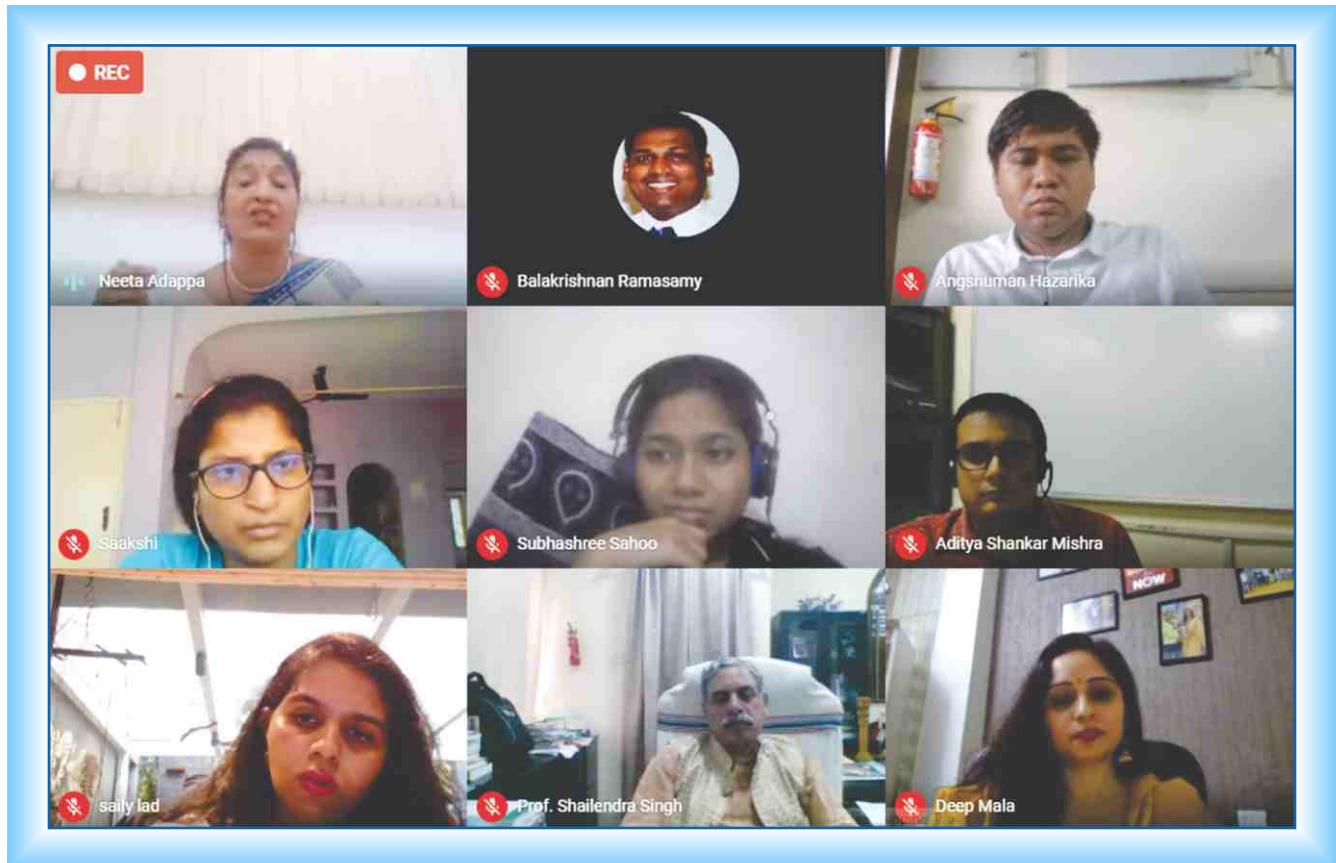 REC
Neeta Adappa
Balakrishnan Ramasamy
Angshuman Hazarika
Saakshi
Subhashree Sahoo
Aditya Shankar Mishra
NOW
saily lad
Prof. Shailendra Singh
Deep Mala